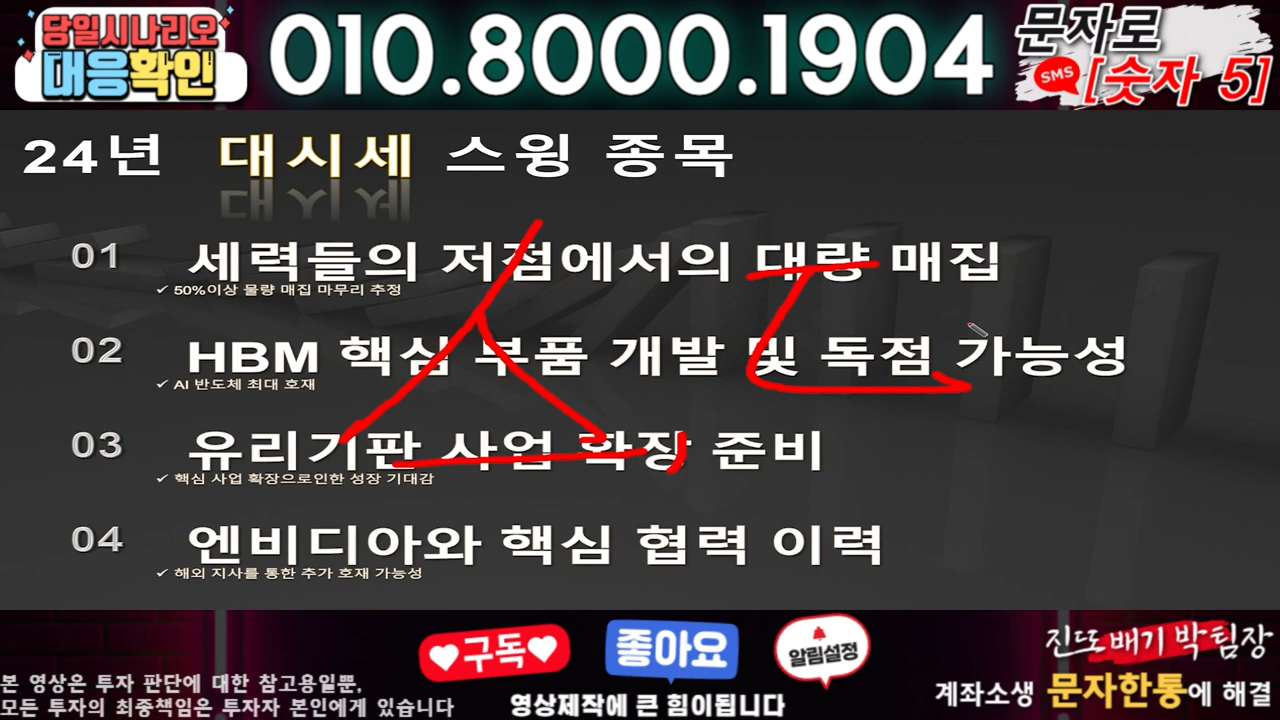 당일시나리오
대응확인
010.8000.1904
문자로
SMS [숫자 5]
24년 대시세 스윙 종목
01 세력들의 저점에서의 대량 매집
✓ 50%이상 물량 매집 마무리 추정
02 HBM 핵심 부품 개발 및 독점 가능성
✓ AI 반도체 최대 호재
03 유리기판 사업 확장 준비
✓ 핵심 사업 확장으로인한 성장 기대감
04 엔비디아와 핵심 협력 이력
✓ 해외 지사를 통한 추가 호재 가능성
구독
좋아요
알림설정
영상제작에 큰 힘이됩니다
본 영상은 투자 판단에 대한 참고용일뿐,
모든 투자의 최종책임은 투자자 본인에게 있습니다
진또배기 박팀장
계좌소생 문자한통에 해결